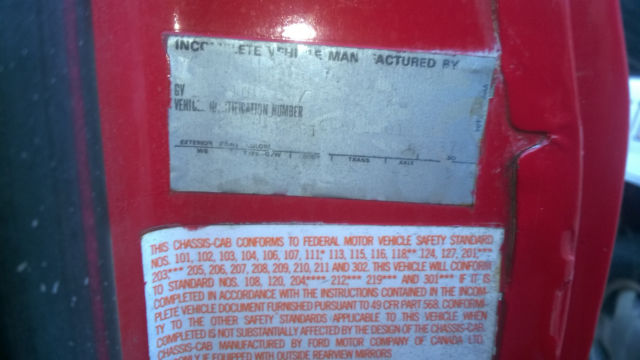 VEHICLE MAN FACTURED BY
GV
IDENTIFICATION NUMBER
EXTERIOR
WB
TRANS AXLE
THIS CHASSIS-CAB CONFORMS TO FEDERAL MOTOR VEHICLE SAFETY STANDARD
NOS. 101, 102, 103, 104, 106, 107, 111,* 113, 115, 116, 118,** 124, 127, 201,***
203*** 205, 206, 207, 208, 209, 210, 211 AND 302. THIS VEHICLE WILL CONFORM
TO STANDARD NOS. 108, 120, 204,**** 212*** 219*** AND 301*** IF IT IS
COMPLETED IN ACCORDANCE WITH THE INSTRUCTIONS CONTAINED IN THE INCOM-
PLETE VEHICLE DOCUMENT FURNISHED PURSUANT TO 49 CFR PART 568. CONFORMI-
TY TO THE OTHER SAFETY STANDARDS APPLICABLE TO THIS VEHICLE WHEN
COMPLETED IS NOT SUBSTANTIALLY AFFECTED BY THE DESIGN OF THE CHASSIS-CAB.
CHASSIS-CAB MANUFACTURED BY FORD MOTOR COMPANY OF CANADA LTD.
ONLY IF EQUIPPED WITH OUTSIDE REARVIEW MIRRORS